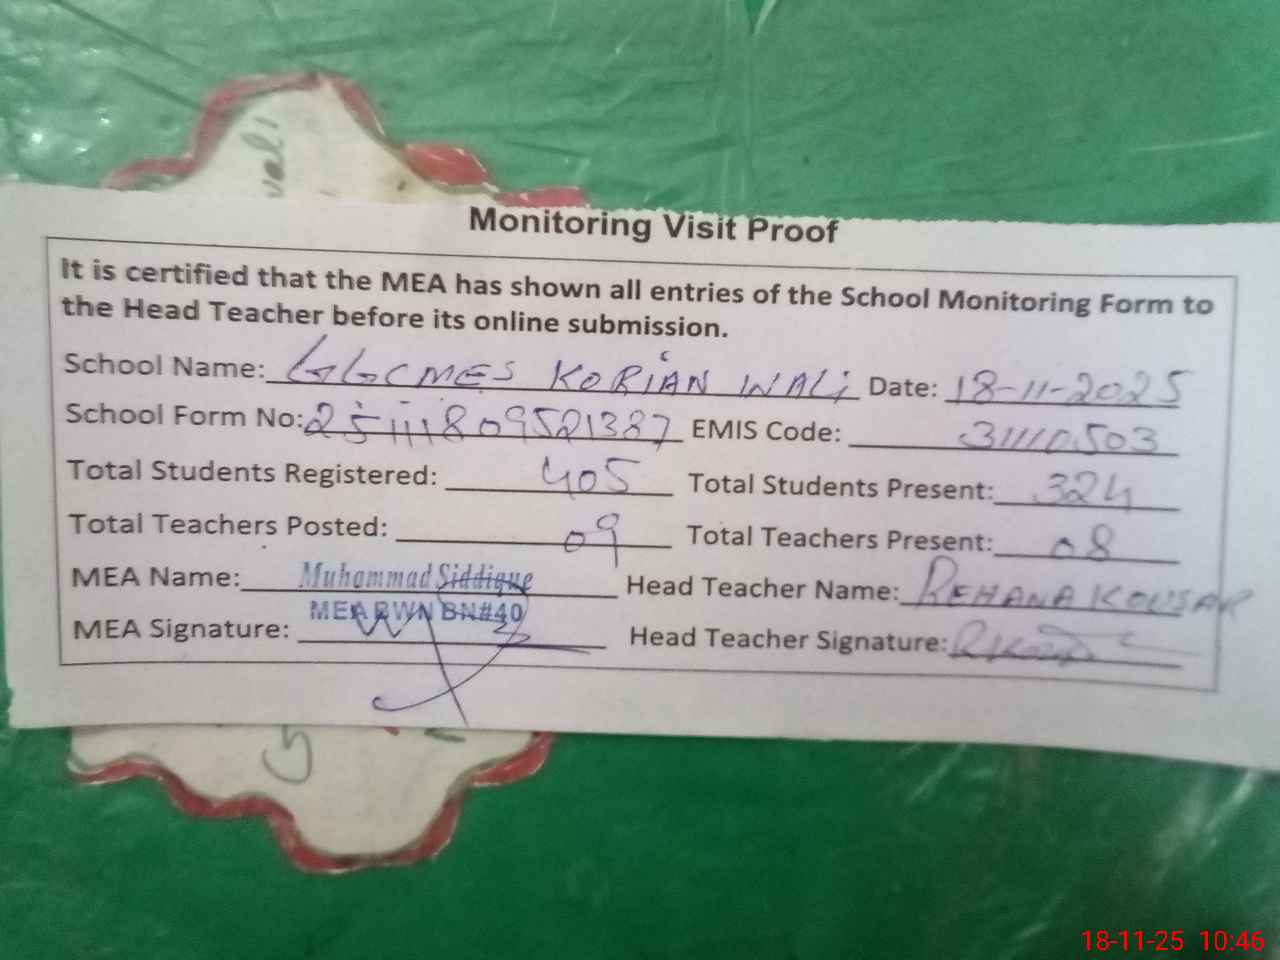 val!
Monitoring Visit Proof
It is certified that the MEA has shown all entries of the School Monitoring Form to
the Head Teacher before its online submission.
School Name: GGCMES KORIAN WALi Date: 18-11-2025
School Form No: 251111809521387 EMIS Code: 31110503
Total Students Registered: 405 Total Students Present: 324
Total Teachers Posted: 09 Total Teachers Present: 08
MEA Name: Muhammad Siddique Head Teacher Name: REHANA KOUSAR
MEA BWN BN#40
MEA Signature: Head Teacher Signature:
18-11-25 10:46